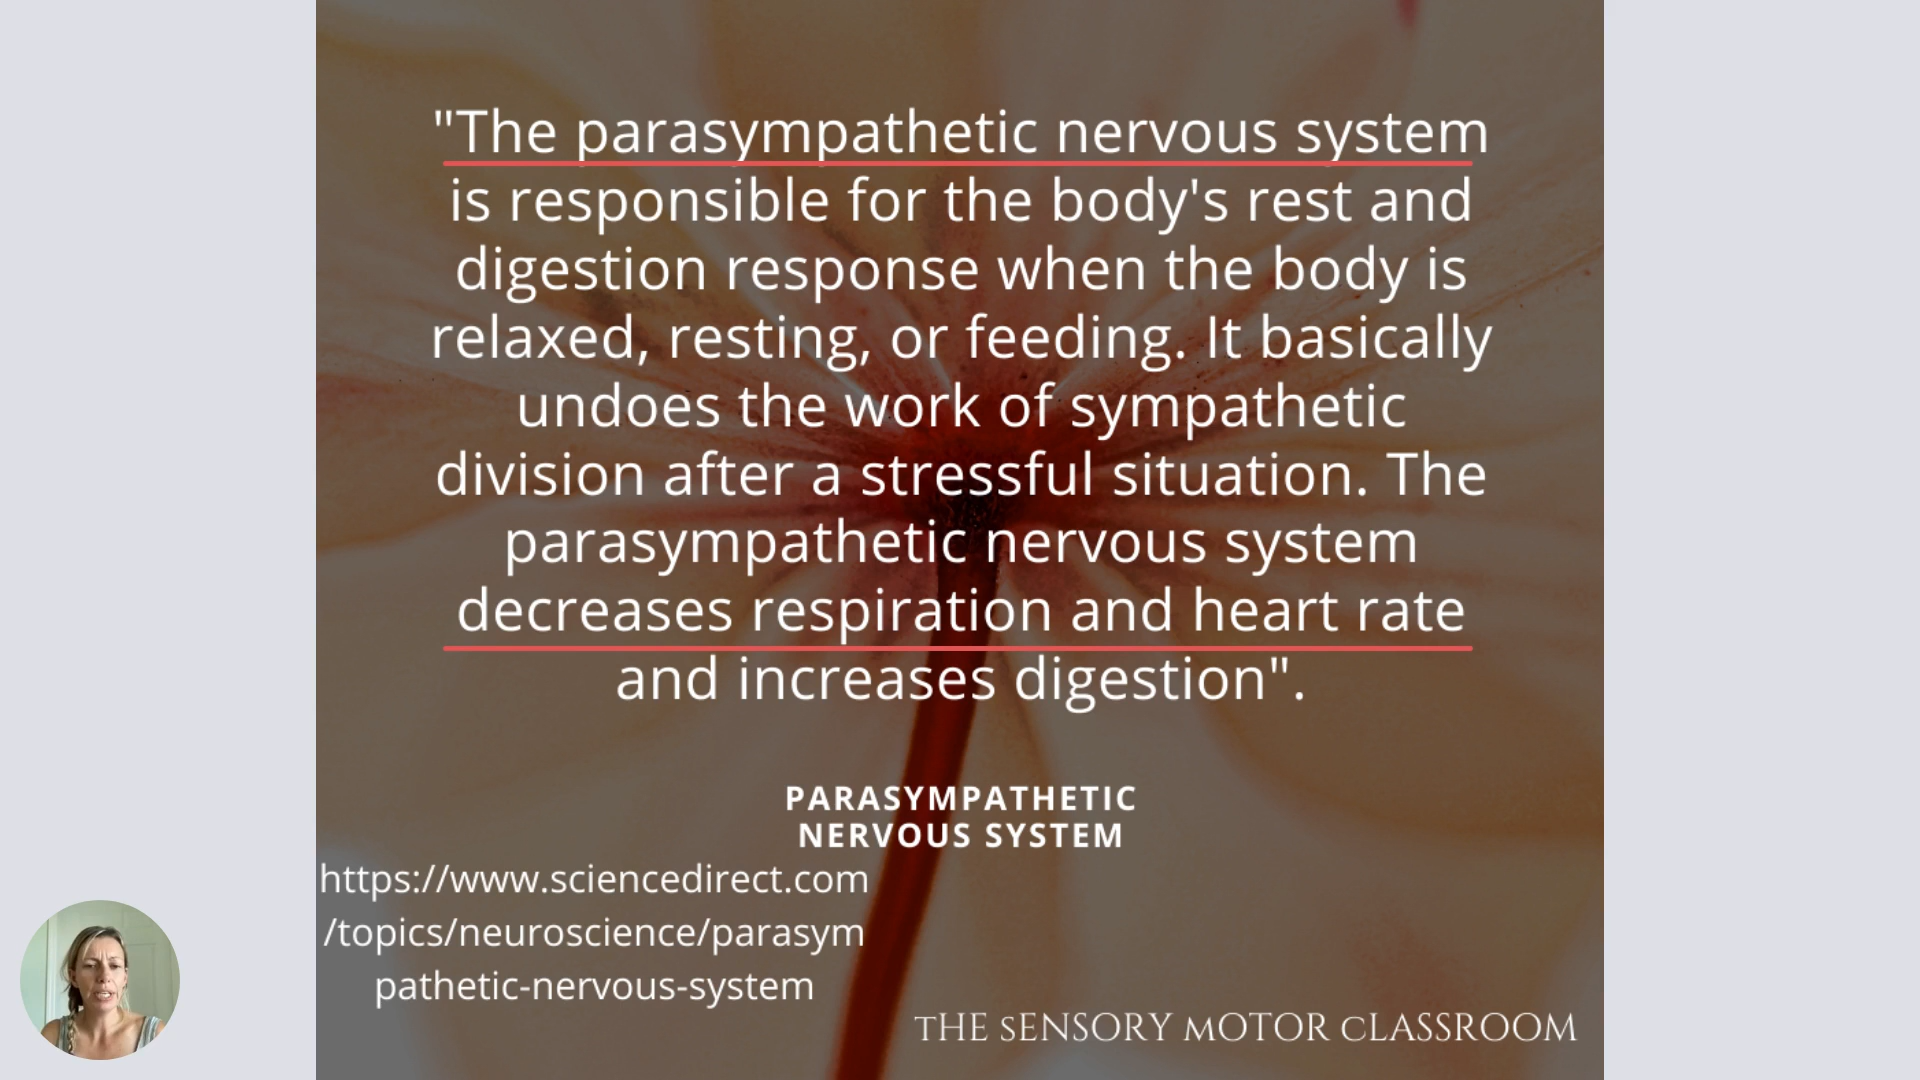 "The parasympathetic nervous system
is responsible for the body's rest and
digestion response when the body is
relaxed, resting, or feeding. It basically
undoes the work of sympathetic
division after a stressful situation. The
parasympathetic nervous system
decreases respiration and heart rate
and increases digestion".
PARASYMPATHETIC
NERVOUS SYSTEM
https://www.sciencedirect.com
/topics/neuroscience/parasym
pathetic-nervous-system
THE SENSORY MOTOR CLASSROOM